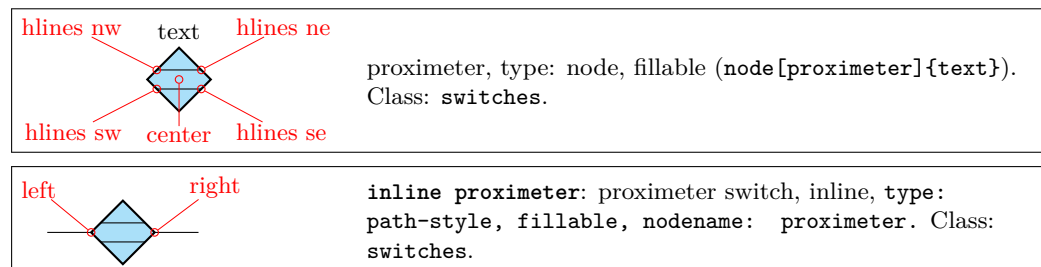 hlines nw
text
hlines ne
hlines sw
center
hlines se
proximeter, type: node, fillable (node[proximeter]{text}).
Class: switches.
left
right
inline proximeter: proximeter switch, inline, type:
path-style, fillable, nodename: proximeter. Class:
switches.